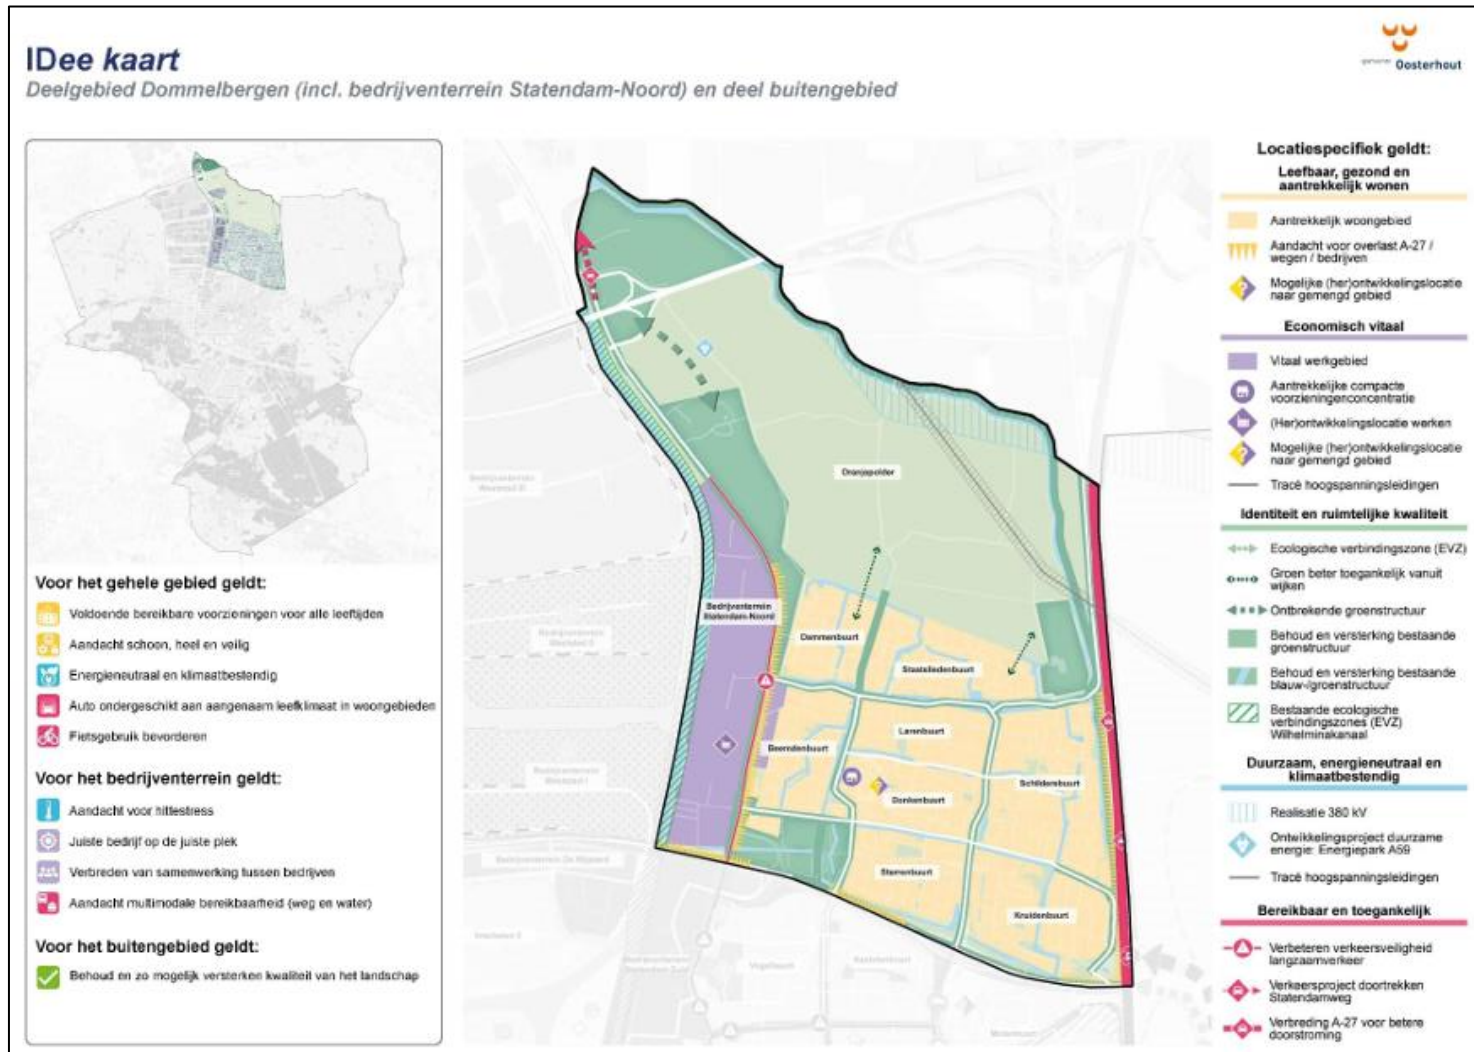 IDee kaart
Deelgebied Dommelbergen (incl. bedrijventerrein Statendam-Noord) en deel buitengebied
gemeente Oosterhout
Voor het gehele gebied geldt:
Voldoende bereikbare voorzieningen voor alle leeftijden
Aandacht schoon, heel en veilig
Energieneutraal en klimaatbestendig
Auto ondergeschikt aan aangenaam leefklimaat in woongebieden
Fietsgebruik bevorderen
Voor het bedrijventerrein geldt:
Aandacht voor hittestress
Juiste bedrijf op de juiste plek
Verbreden van samenwerking tussen bedrijven
Aandacht multimodale bereikbaarheid (weg en water)
Voor het buitengebied geldt:
Behoud en zo mogelijk versterken kwaliteit van het landschap
Oranjepolder
Bedrijventerrein
Statendam-Noord
Dammenbuurt
Staatsliedenbuurt
Larenbuurt
Beemdenbuurt
Schildersbuurt
Donkenbuurt
Sterrenbuurt
Kruidenbuurt
Bedrijventerrein
Bedrijventerrein
Bedrijventerrein
Vogelbuurt
Locatiespecifiek geldt:
Leefbaar, gezond en
aantrekkelijk wonen
Aantrekkelijk woongebied
Aandacht voor overlast A-27 /
wegen / bedrijven
Mogelijke (her)ontwikkelingslocatie
naar gemengd gebied
Economisch vitaal
Vitaal werkgebied
Aantrekkelijke compacte
voorzieningenconcentratie
(Her)ontwikkelingslocatie werken
Mogelijke (her)ontwikkelingslocatie
naar gemengd gebied
Tracé hoogspanningsleidingen
Identiteit en ruimtelijke kwaliteit
Ecologische verbindingszone (EVZ)
Groen beter toegankelijk vanuit
wijken
Ontbrekende groenstructuur
Behoud en versterking bestaande
groenstructuur
Behoud en versterking bestaande
blauw-/groenstructuur
Bestaande ecologische
verbindingszones (EVZ)
Wilhelminakanaal
Duurzaam, energieneutraal en
klimaatbestendig
Realisatie 380 kV
Ontwikkelingsproject duurzame
energie: Energiepark A59
Tracé hoogspanningsleidingen
Bereikbaar en toegankelijk
Verbeteren verkeersveiligheid
langzaamverkeer
Verkeersproject doortrekken
Statendamweg
Verbreding A-27 voor betere
doorstroming